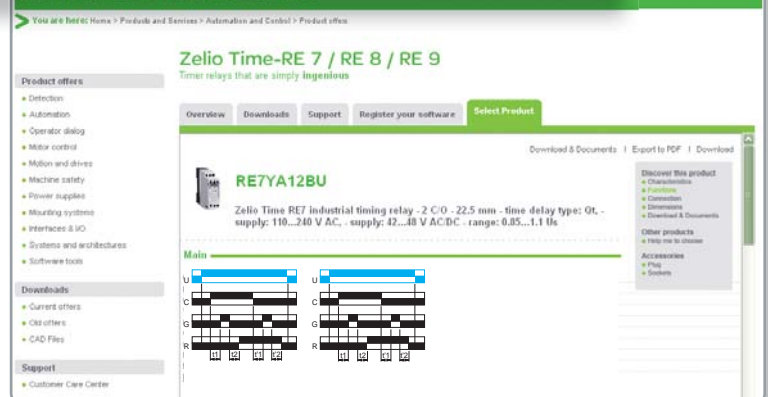 You are here: Home > Products and Services > Automation and Control > Product offers
Zelio Time-RE 7 / RE 8 / RE 9
Timer relays that are simply ingenious
Product offers
Detection
Automation
Operator dialog
Motor control
Motion and drives
Machine safety
Power supplies
Mounting systems
Interfaces & I/O
Systems and architectures
Software tools
Downloads
Current offers
Old offers
CAD Files
Support
Customer Care Center
Overview Downloads Support Register your software Select Product
Download & Documents | Export to PDF | Download
RE7YA12BU
Zelio Time RE7 industrial timing relay - 2 C/O - 22.5 mm - time delay type: Qt, -
supply: 110...240 V AC, - supply: 42...48 V AC/DC - range: 0.05...1.1 Us
Discover this product
Characteristics
Functions
Connection
Dimensions
Download & Documents
Other products
Help me to choose
Accessories
Plug
Sockets
Main
U
C
G
R
t1 t2 t'1 t'2
U
C
G
R
t1 t2 t'1 t'2